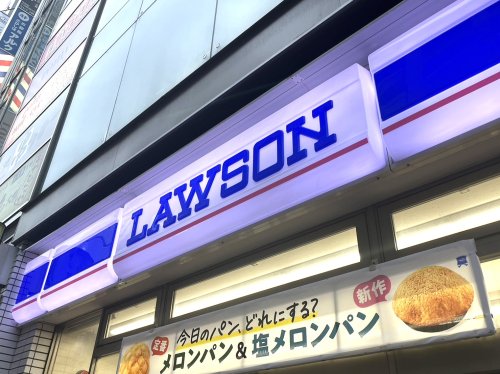 LAWSON
今日のパン、どれにする?
定番
メロンパン & 塩メロンパン
新作